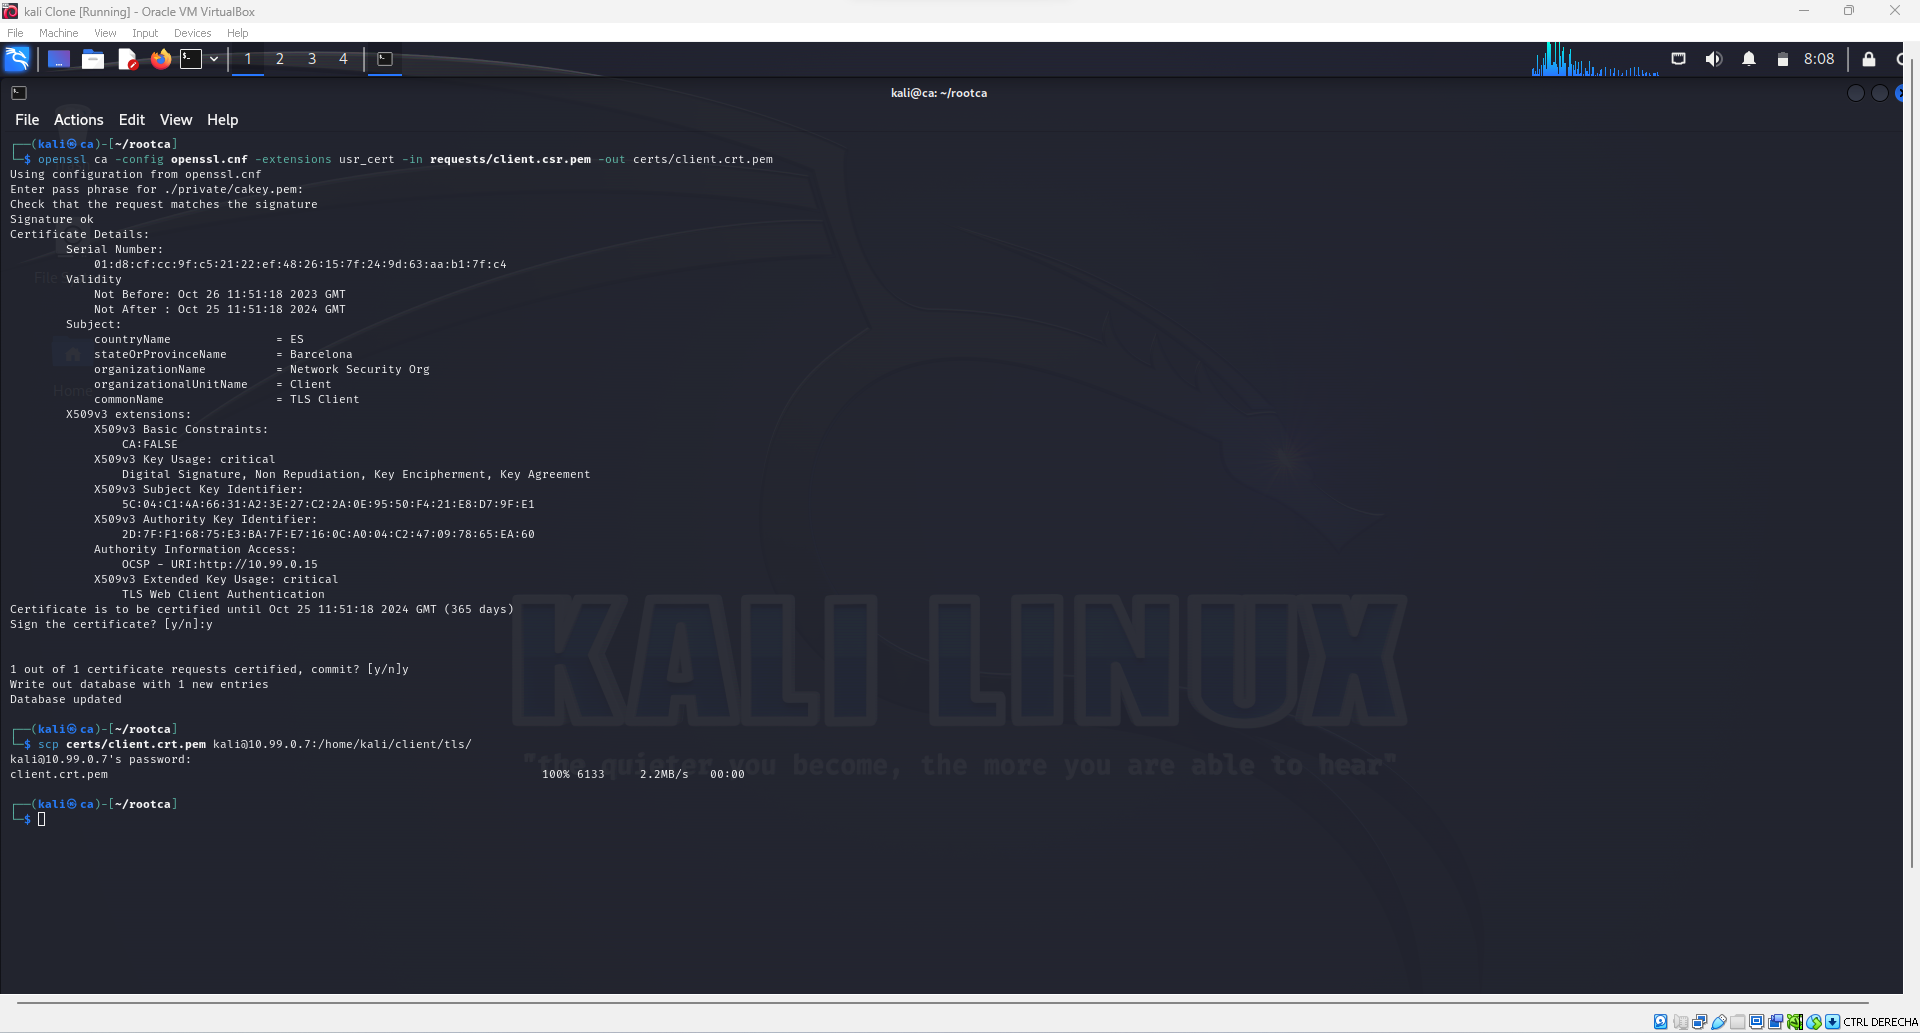 kali Clone [Running] - Oracle VM VirtualBox
File Machine View Input Devices Help
1 2 3 4 8:08
kali@ca: ~/rootca
File Actions Edit View Help
┌──(kali㉿ca)-[~/rootca]
└─$ openssl ca -config openssl.cnf -extensions usr_cert -in requests/client.csr.pem -out certs/client.crt.pem
Using configuration from openssl.cnf
Enter pass phrase for ./private/cakey.pem:
Check that the request matches the signature
Signature ok
Certificate Details:
Serial Number:
01:d8:cf:cc:9f:c5:21:22:ef:48:26:15:7f:24:9d:63:aa:b1:7f:c4
Validity
Not Before: Oct 26 11:51:18 2023 GMT
Not After : Oct 25 11:51:18 2024 GMT
Subject:
countryName = ES
stateOrProvinceName = Barcelona
organizationName = Network Security Org
organizationalUnitName = Client
commonName = TLS Client
X509v3 extensions:
X509v3 Basic Constraints:
CA:FALSE
X509v3 Key Usage: critical
Digital Signature, Non Repudiation, Key Encipherment, Key Agreement
X509v3 Subject Key Identifier:
5C:04:C1:4A:66:31:A2:3E:27:C2:2A:0E:95:50:F4:21:E8:D7:9F:E1
X509v3 Authority Key Identifier:
2D:7F:F1:68:75:E3:BA:7F:E7:16:0C:A0:04:C2:47:09:78:65:EA:60
Authority Information Access:
OCSP - URI:http://10.99.0.15
X509v3 Extended Key Usage: critical
TLS Web Client Authentication
Certificate is to be certified until Oct 25 11:51:18 2024 GMT (365 days)
Sign the certificate? [y/n]:y
1 out of 1 certificate requests certified, commit? [y/n]y
Write out database with 1 new entries
Database updated
┌──(kali㉿ca)-[~/rootca]
└─$ scp certs/client.crt.pem kali@10.99.0.7:/home/kali/client/tls/
kali@10.99.0.7's password:
client.crt.pem 100% 6133 2.2MB/s 00:00
┌──(kali㉿ca)-[~/rootca]
└─$
Home
KALI LINUX
"the quieter you become, the more you are able to hear"
CTRL DERECHA